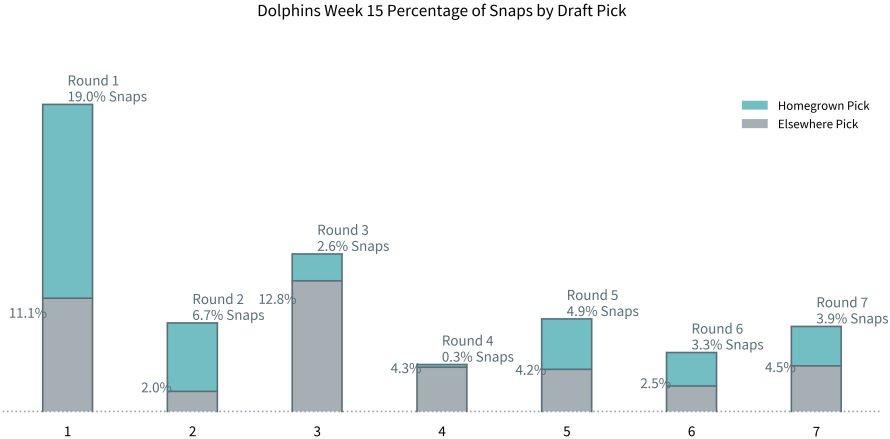 Dolphins Week 15 Percentage of Snaps by Draft Pick
Homegrown Pick
Elsewhere Pick
Round 1
19.0% Snaps
11.1%
Round 2
6.7% Snaps
2.0%
Round 3
2.6% Snaps
12.8%
Round 4
0.3% Snaps
4.3%
Round 5
4.9% Snaps
4.2%
Round 6
3.3% Snaps
2.5%
Round 7
3.9% Snaps
4.5%
1 2 3 4 5 6 7